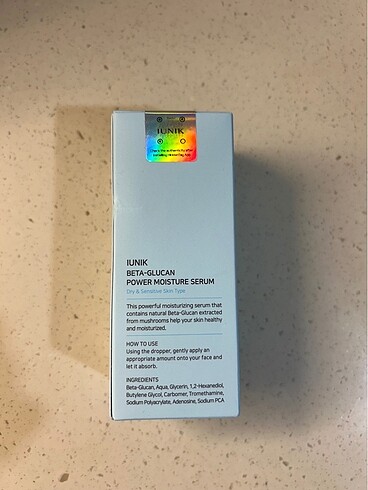 IUNIK
IUNIK
BETA-GLUCAN
POWER MOISTURE SERUM
Dry & Sensitive Skin Type
This powerful moisturizing serum that
contains natural Beta-Glucan extracted
from mushrooms help your skin healthy
and moisturized.
HOW TO USE
Using the dropper, gently apply an
appropriate amount onto your face and
let it absorb.
INGREDIENTS
Beta-Glucan, Aqua, Glycerin, 1,2-Hexanediol,
Butylene Glycol, Carbomer, Tromethamine,
Sodium Polyacrylate, Adenosine, Sodium PCA